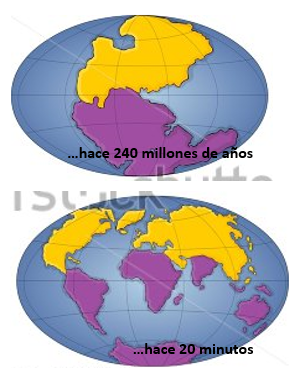 ...hace 240 millones de años
...hace 20 minutos